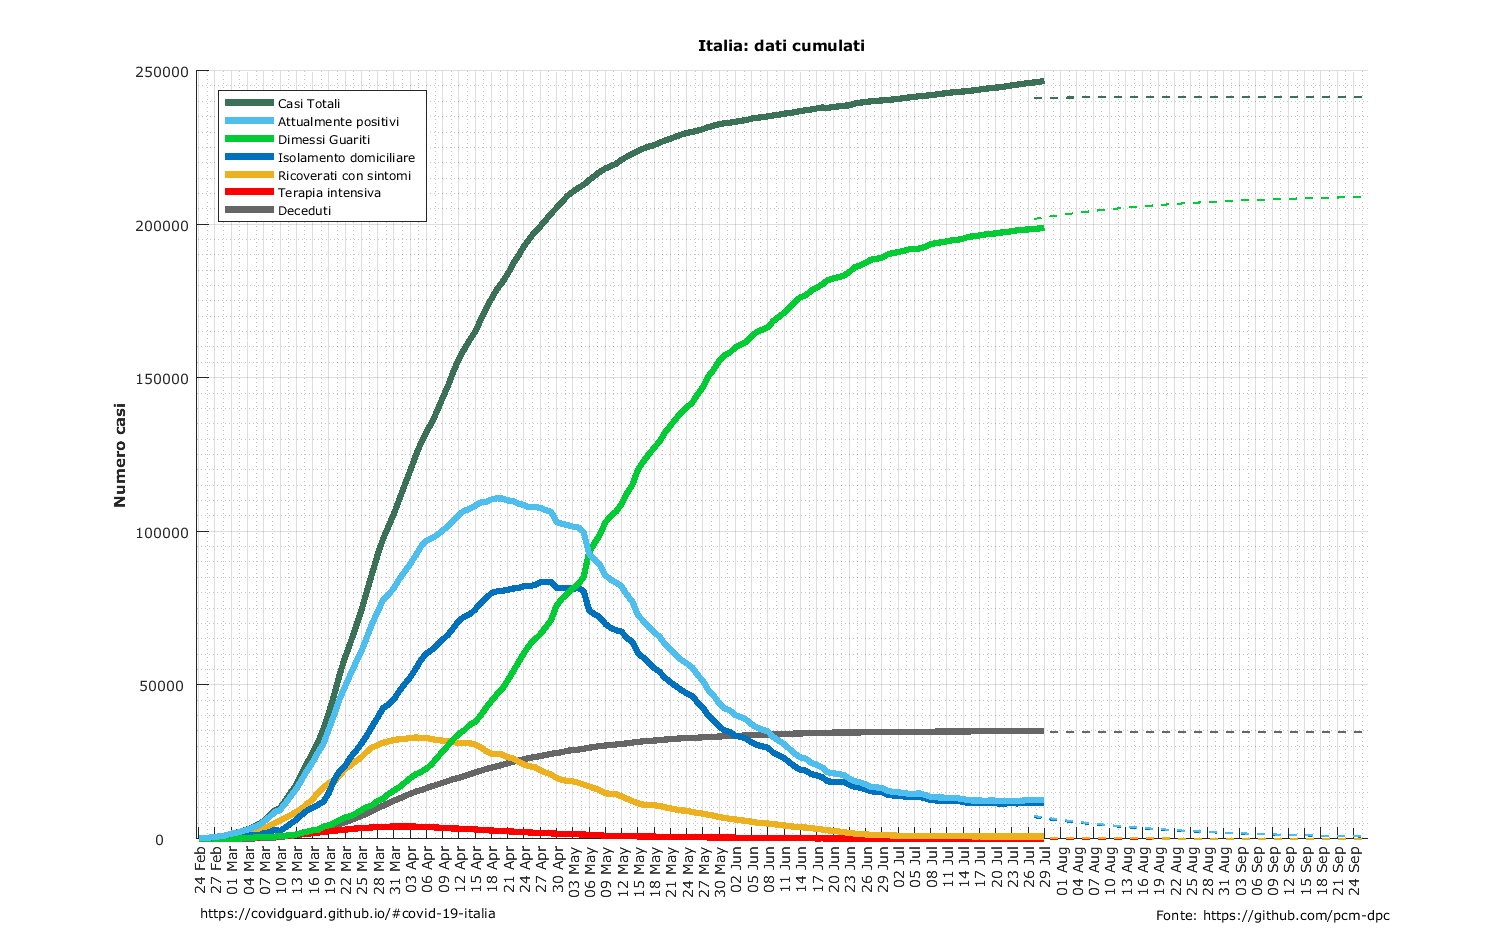 Italia: dati cumulati
250000
200000
150000
100000
50000
0
Numero casi
Casi Totali
Attualmente positivi
Dimessi Guariti
Isolamento domiciliare
Ricoverati con sintomi
Terapia intensiva
Deceduti
24 Feb
27 Feb
01 Mar
04 Mar
07 Mar
10 Mar
13 Mar
16 Mar
19 Mar
22 Mar
25 Mar
28 Mar
31 Mar
03 Apr
06 Apr
09 Apr
12 Apr
15 Apr
18 Apr
21 Apr
24 Apr
27 Apr
30 Apr
03 May
06 May
09 May
12 May
15 May
18 May
21 May
24 May
27 May
30 May
02 Jun
05 Jun
08 Jun
11 Jun
14 Jun
17 Jun
20 Jun
23 Jun
26 Jun
29 Jun
02 Jul
05 Jul
08 Jul
11 Jul
14 Jul
17 Jul
20 Jul
23 Jul
26 Jul
29 Jul
01 Aug
04 Aug
07 Aug
10 Aug
13 Aug
16 Aug
19 Aug
22 Aug
25 Aug
28 Aug
31 Aug
03 Sep
06 Sep
09 Sep
12 Sep
15 Sep
18 Sep
21 Sep
24 Sep
https://covidguard.github.io/#covid-19-italia
Fonte: https://github.com/pcm-dpc